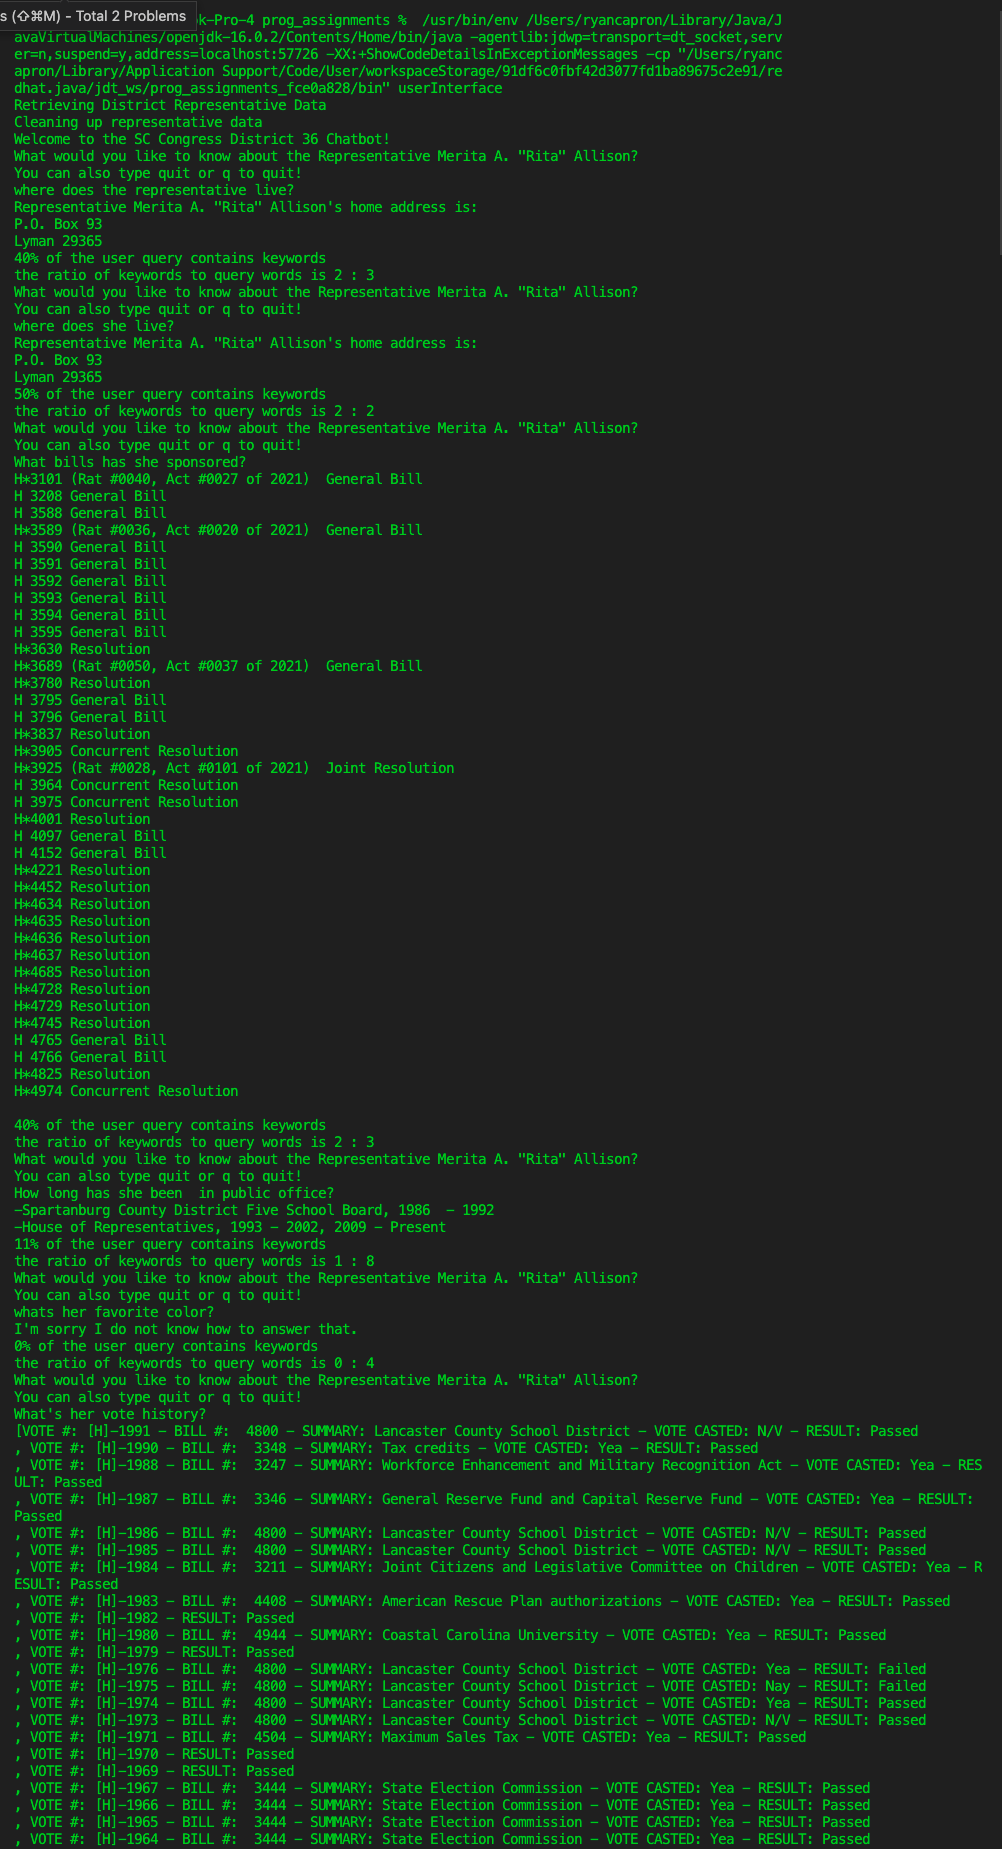 s (⇧⌘M) - Total 2 Problems
ok-Pro-4 prog_assignments %  /usr/bin/env /Users/ryancapron/Library/Java/J
avaVirtualMachines/openjdk-16.0.2/Contents/Home/bin/java -agentlib:jdwp=transport=dt_socket,serv
er=n,suspend=y,address=localhost:57726 -XX:+ShowCodeDetailsInExceptionMessages -cp "/Users/ryanc
apron/Library/Application Support/Code/User/workspaceStorage/91df6c0fbf42d3077fd1ba89675c2e91/re
dhat.java/jdt_ws/prog_assignments_fce0a828/bin" userInterface
Retrieving District Representative Data
Cleaning up representative data
Welcome to the SC Congress District 36 Chatbot!
What would you like to know about the Representative Merita A. "Rita" Allison?
You can also type quit or q to quit!
where does the representative live?
Representative Merita A. "Rita" Allison's home address is:
P.O. Box 93
Lyman 29365
40% of the user query contains keywords
the ratio of keywords to query words is 2 : 3
What would you like to know about the Representative Merita A. "Rita" Allison?
You can also type quit or q to quit!
where does she live?
Representative Merita A. "Rita" Allison's home address is:
P.O. Box 93
Lyman 29365
50% of the user query contains keywords
the ratio of keywords to query words is 2 : 2
What would you like to know about the Representative Merita A. "Rita" Allison?
You can also type quit or q to quit!
What bills has she sponsored?
H*3101 (Rat #0040, Act #0027 of 2021)  General Bill
H 3208 General Bill
H 3588 General Bill
H*3589 (Rat #0036, Act #0020 of 2021)  General Bill
H 3590 General Bill
H 3591 General Bill
H 3592 General Bill
H 3593 General Bill
H 3594 General Bill
H 3595 General Bill
H*3630 Resolution
H*3689 (Rat #0050, Act #0037 of 2021)  General Bill
H*3780 Resolution
H 3795 General Bill
H 3796 General Bill
H*3837 Resolution
H*3905 Concurrent Resolution
H*3925 (Rat #0028, Act #0101 of 2021)  Joint Resolution
H 3964 Concurrent Resolution
H 3975 Concurrent Resolution
H*4001 Resolution
H 4097 General Bill
H 4152 General Bill
H*4221 Resolution
H*4452 Resolution
H*4634 Resolution
H*4635 Resolution
H*4636 Resolution
H*4637 Resolution
H*4685 Resolution
H*4728 Resolution
H*4729 Resolution
H*4745 Resolution
H 4765 General Bill
H 4766 General Bill
H*4825 Resolution
H*4974 Concurrent Resolution
40% of the user query contains keywords
the ratio of keywords to query words is 2 : 3
What would you like to know about the Representative Merita A. "Rita" Allison?
You can also type quit or q to quit!
How long has she been  in public office?
-Spartanburg County District Five School Board, 1986  - 1992
-House of Representatives, 1993 - 2002, 2009 - Present
11% of the user query contains keywords
the ratio of keywords to query words is 1 : 8
What would you like to know about the Representative Merita A. "Rita" Allison?
You can also type quit or q to quit!
whats her favorite color?
I'm sorry I do not know how to answer that.
0% of the user query contains keywords
the ratio of keywords to query words is 0 : 4
What would you like to know about the Representative Merita A. "Rita" Allison?
You can also type quit or q to quit!
What's her vote history?
[VOTE #: [H]-1991 - BILL #:  4800 - SUMMARY: Lancaster County School District - VOTE CASTED: N/V - RESULT: Passed
, VOTE #: [H]-1990 - BILL #:  3348 - SUMMARY: Tax credits - VOTE CASTED: Yea - RESULT: Passed
, VOTE #: [H]-1988 - BILL #:  3247 - SUMMARY: Workforce Enhancement and Military Recognition Act - VOTE CASTED: Yea - RES
ULT: Passed
, VOTE #: [H]-1987 - BILL #:  3346 - SUMMARY: General Reserve Fund and Capital Reserve Fund - VOTE CASTED: Yea - RESULT:
Passed
, VOTE #: [H]-1986 - BILL #:  4800 - SUMMARY: Lancaster County School District - VOTE CASTED: N/V - RESULT: Passed
, VOTE #: [H]-1985 - BILL #:  4800 - SUMMARY: Lancaster County School District - VOTE CASTED: N/V - RESULT: Passed
, VOTE #: [H]-1984 - BILL #:  3211 - SUMMARY: Joint Citizens and Legislative Committee on Children - VOTE CASTED: Yea - R
ESULT: Passed
, VOTE #: [H]-1983 - BILL #:  4408 - SUMMARY: American Rescue Plan authorizations - VOTE CASTED: Yea - RESULT: Passed
, VOTE #: [H]-1982 - RESULT: Passed
, VOTE #: [H]-1980 - BILL #:  4944 - SUMMARY: Coastal Carolina University - VOTE CASTED: Yea - RESULT: Passed
, VOTE #: [H]-1979 - RESULT: Passed
, VOTE #: [H]-1976 - BILL #:  4800 - SUMMARY: Lancaster County School District - VOTE CASTED: Yea - RESULT: Failed
, VOTE #: [H]-1975 - BILL #:  4800 - SUMMARY: Lancaster County School District - VOTE CASTED: Nay - RESULT: Failed
, VOTE #: [H]-1974 - BILL #:  4800 - SUMMARY: Lancaster County School District - VOTE CASTED: Yea - RESULT: Passed
, VOTE #: [H]-1973 - BILL #:  4800 - SUMMARY: Lancaster County School District - VOTE CASTED: N/V - RESULT: Passed
, VOTE #: [H]-1971 - BILL #:  4504 - SUMMARY: Maximum Sales Tax - VOTE CASTED: Yea - RESULT: Passed
, VOTE #: [H]-1970 - RESULT: Passed
, VOTE #: [H]-1969 - RESULT: Passed
, VOTE #: [H]-1967 - BILL #:  3444 - SUMMARY: State Election Commission - VOTE CASTED: Yea - RESULT: Passed
, VOTE #: [H]-1966 - BILL #:  3444 - SUMMARY: State Election Commission - VOTE CASTED: Yea - RESULT: Passed
, VOTE #: [H]-1965 - BILL #:  3444 - SUMMARY: State Election Commission - VOTE CASTED: Yea - RESULT: Passed
, VOTE #: [H]-1964 - BILL #:  3444 - SUMMARY: State Election Commission - VOTE CASTED: Yea - RESULT: Passed